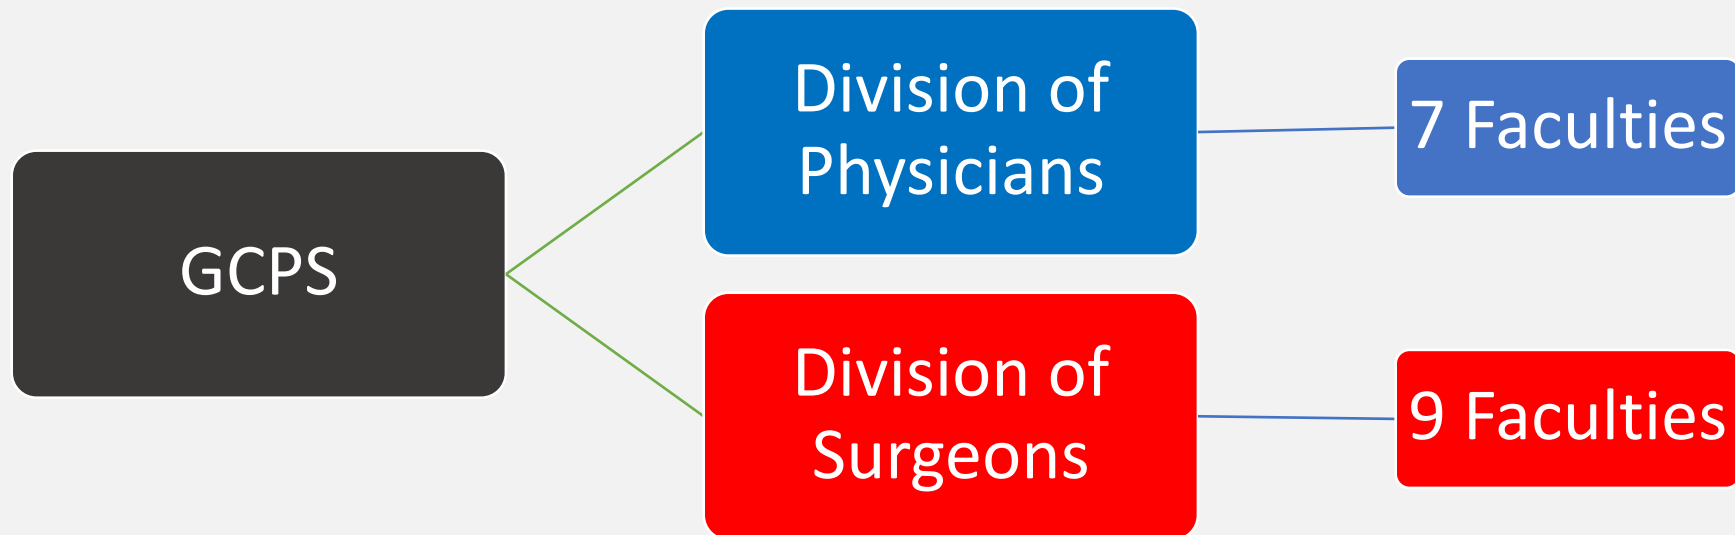 GCPS
Division of
Physicians
7 Faculties
Division of
Surgeons
9 Faculties